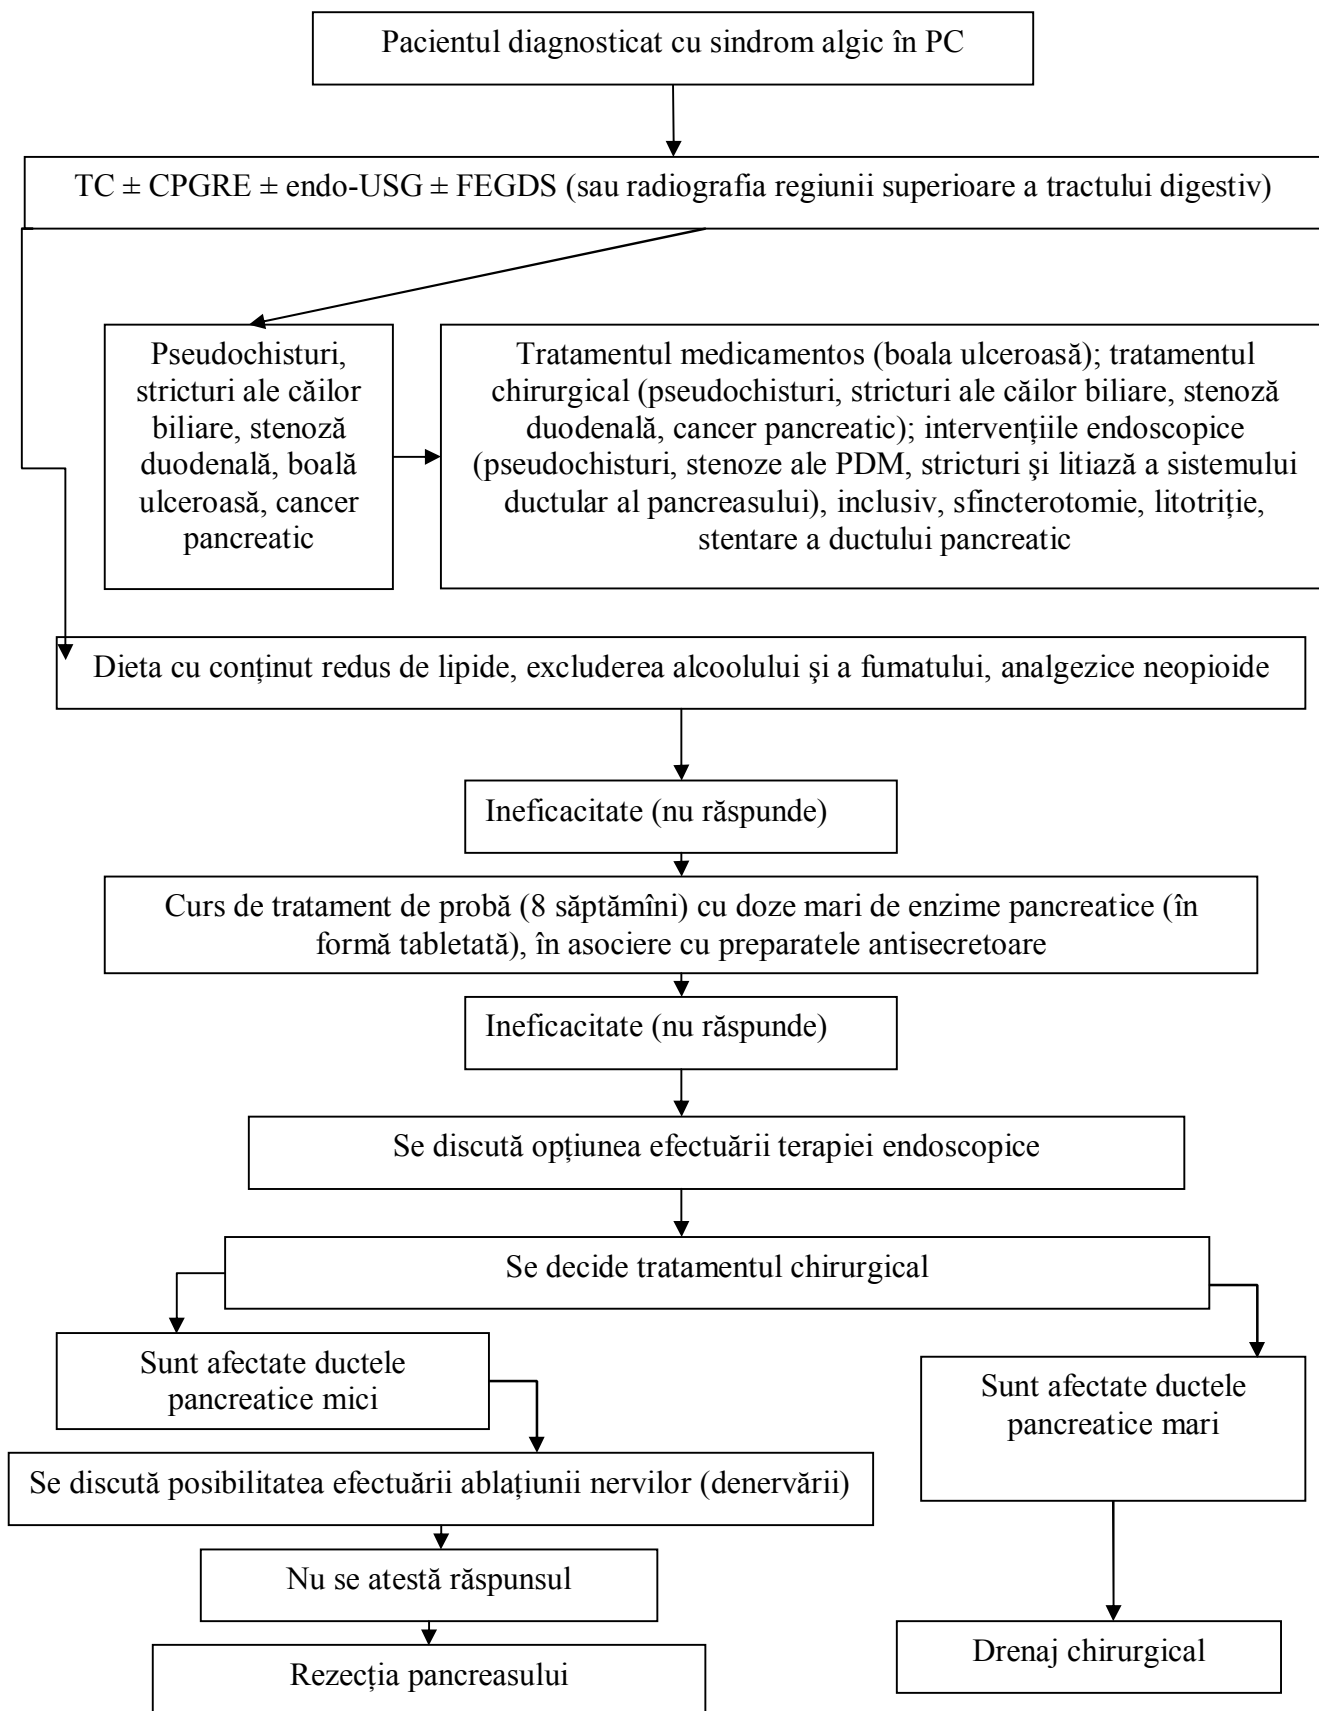 Pacientul diagnosticat cu sindrom algic în PC
TC ± CPGRE ± endo-USG ± FEGDS (sau radiografia regiunii superioare a tractului digestiv)
Pseudochisturi,
stricturi ale căilor
biliare, stenoză
duodenală, boală
ulceroasă, cancer
pancreatic
Tratamentul medicamentos (boala ulceroasă); tratamentul
chirurgical (pseudochisturi, stricturi ale căilor biliare, stenoză
duodenală, cancer pancreatic); intervențiile endoscopice
(pseudochisturi, stenoze ale PDM, stricturi şi litiază a sistemului
ductular al pancreasului), inclusiv, sfincterotomie, litotriție,
stentare a ductului pancreatic
Dieta cu conținut redus de lipide, excluderea alcoolului şi a fumatului, analgezice neopioide
Ineficacitate (nu răspunde)
Curs de tratament de probă (8 săptămîni) cu doze mari de enzime pancreatice (în
formă tabletată), în asociere cu preparatele antisecretoare
Ineficacitate (nu răspunde)
Se discută opțiunea efectuării terapiei endoscopice
Se decide tratamentul chirurgical
Sunt afectate ductele
pancreatice mici
Sunt afectate ductele
pancreatice mari
Se discută posibilitatea efectuării ablațiunii nervilor (denervării)
Nu se atestă răspunsul
Rezecția pancreasului
Drenaj chirurgical